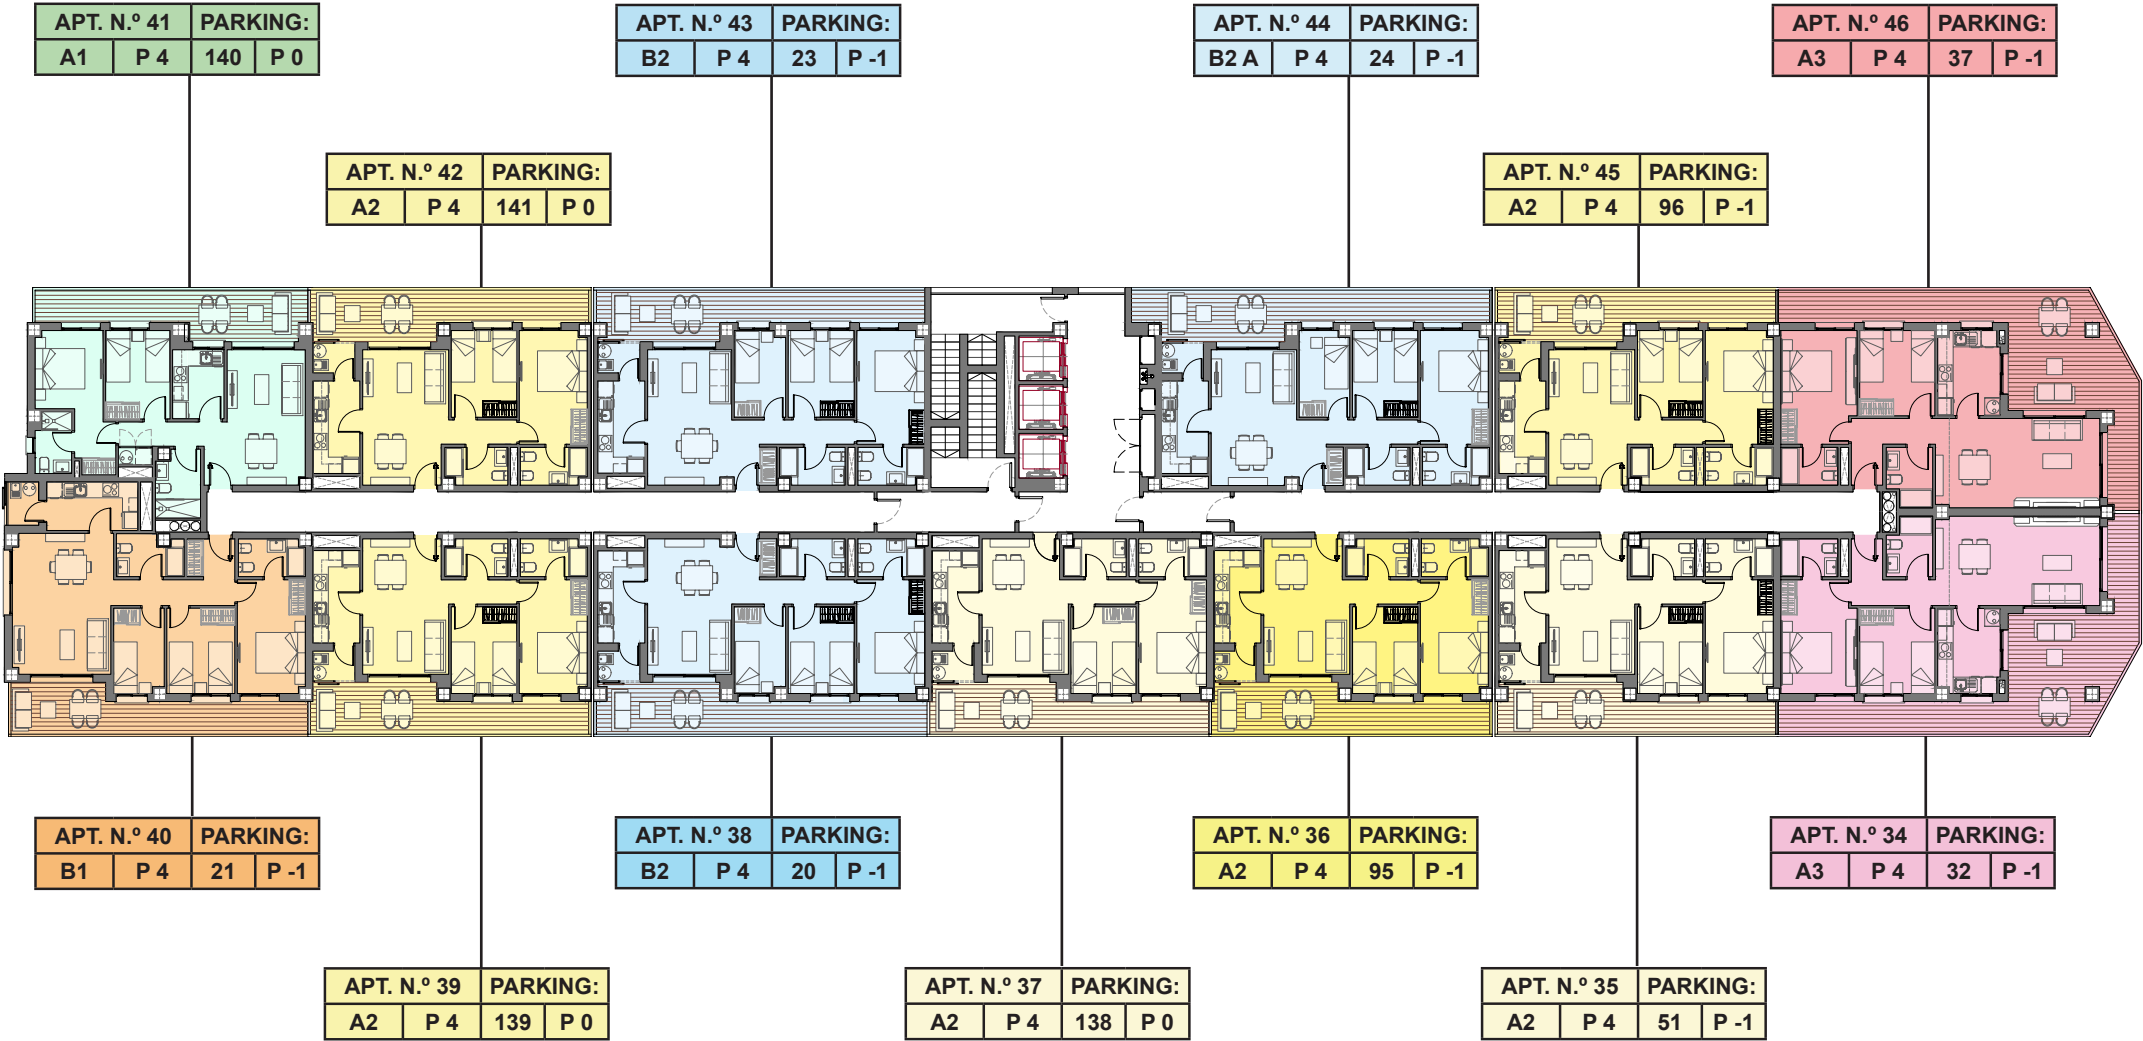 APT. N.º 41 PARKING:
A1 P 4 140 P 0
APT. N.º 43 PARKING:
B2 P 4 23 P -1
APT. N.º 44 PARKING:
B2 A P 4 24 P -1
APT. N.º 46 PARKING:
A3 P 4 37 P -1
APT. N.º 42 PARKING:
A2 P 4 141 P 0
APT. N.º 45 PARKING:
A2 P 4 96 P -1
APT. N.º 40 PARKING:
B1 P 4 21 P -1
APT. N.º 38 PARKING:
B2 P 4 20 P -1
APT. N.º 36 PARKING:
A2 P 4 95 P -1
APT. N.º 34 PARKING:
A3 P 4 32 P -1
APT. N.º 39 PARKING:
A2 P 4 139 P 0
APT. N.º 37 PARKING:
A2 P 4 138 P 0
APT. N.º 35 PARKING:
A2 P 4 51 P -1